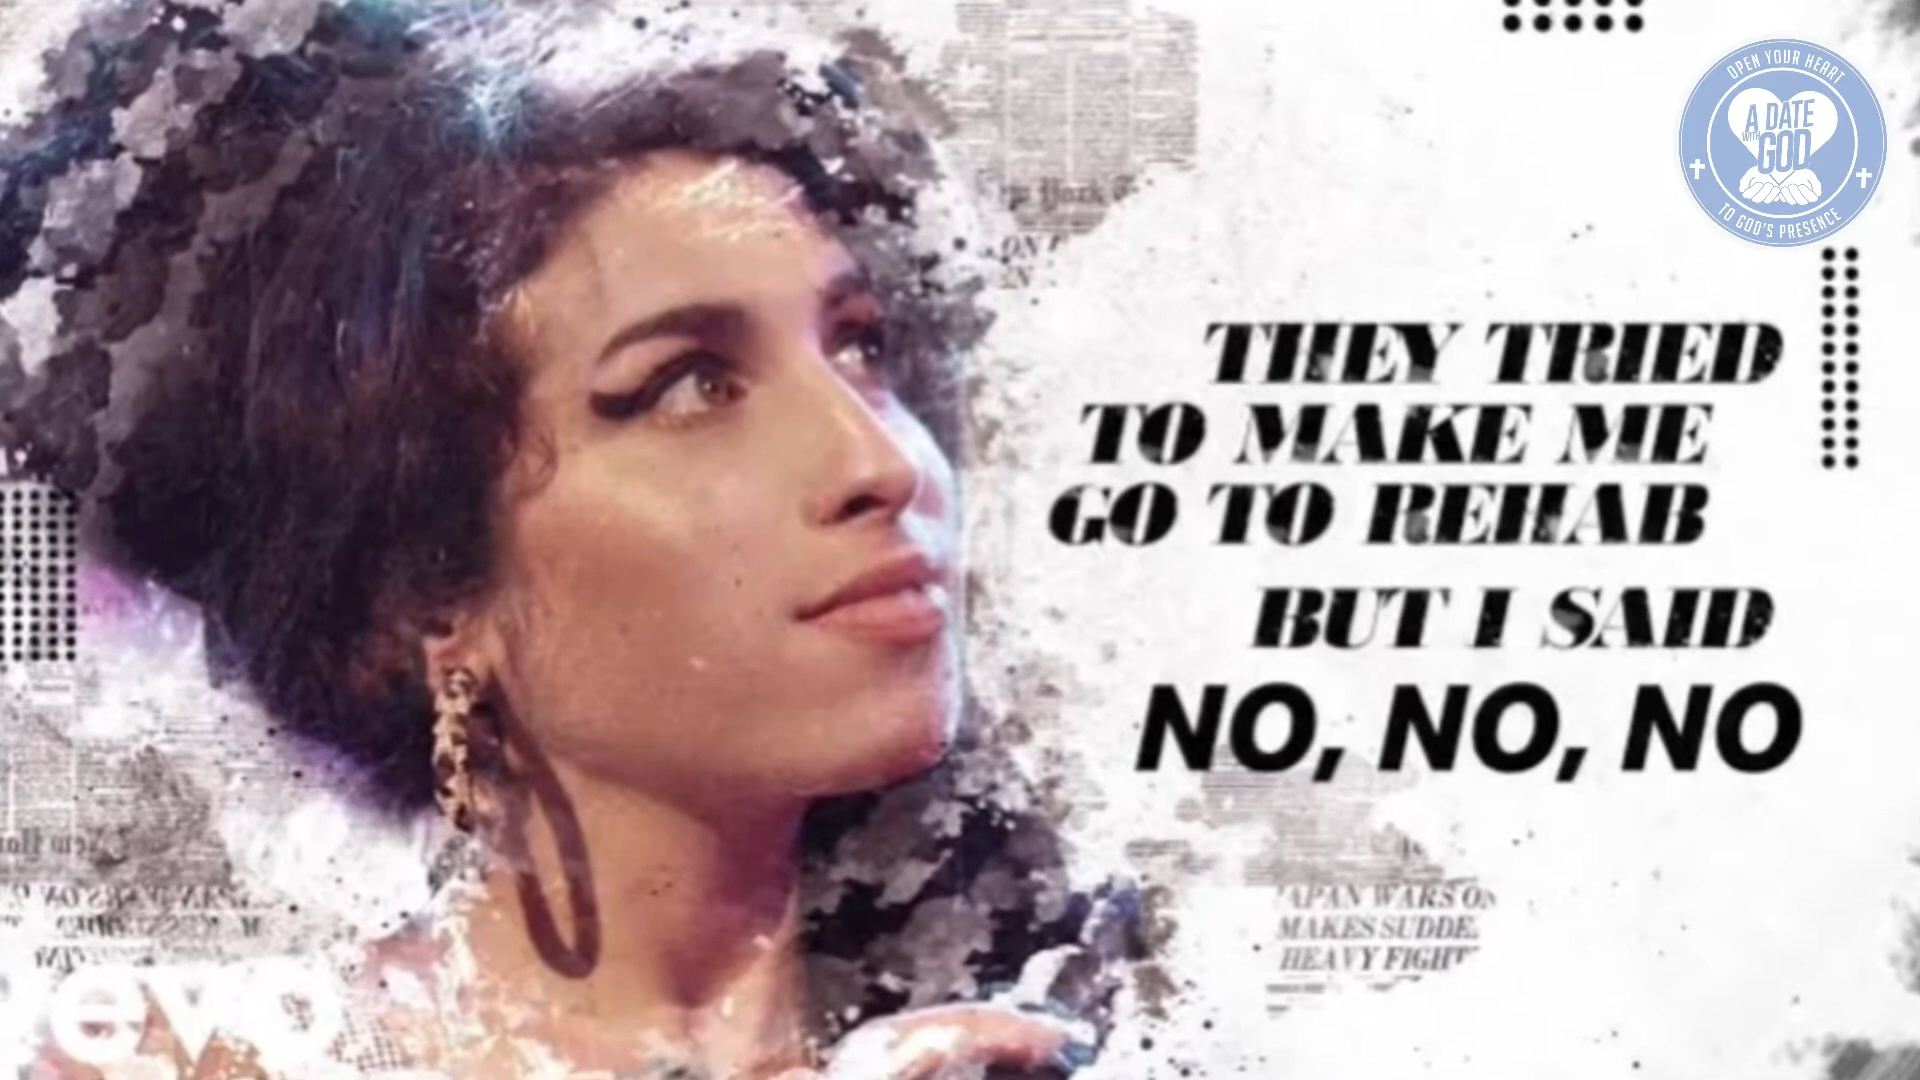 OPEN YOUR HEART
A DATE
WITH
GOD
TO GOD'S PRESENCE
THEY TRIED
TO MAKE ME
GO TO REHAB
BUT I SAID
NO, NO, NO
APAN WARS ON
MAKES SUDDE
HEAVY FIGHT
evo